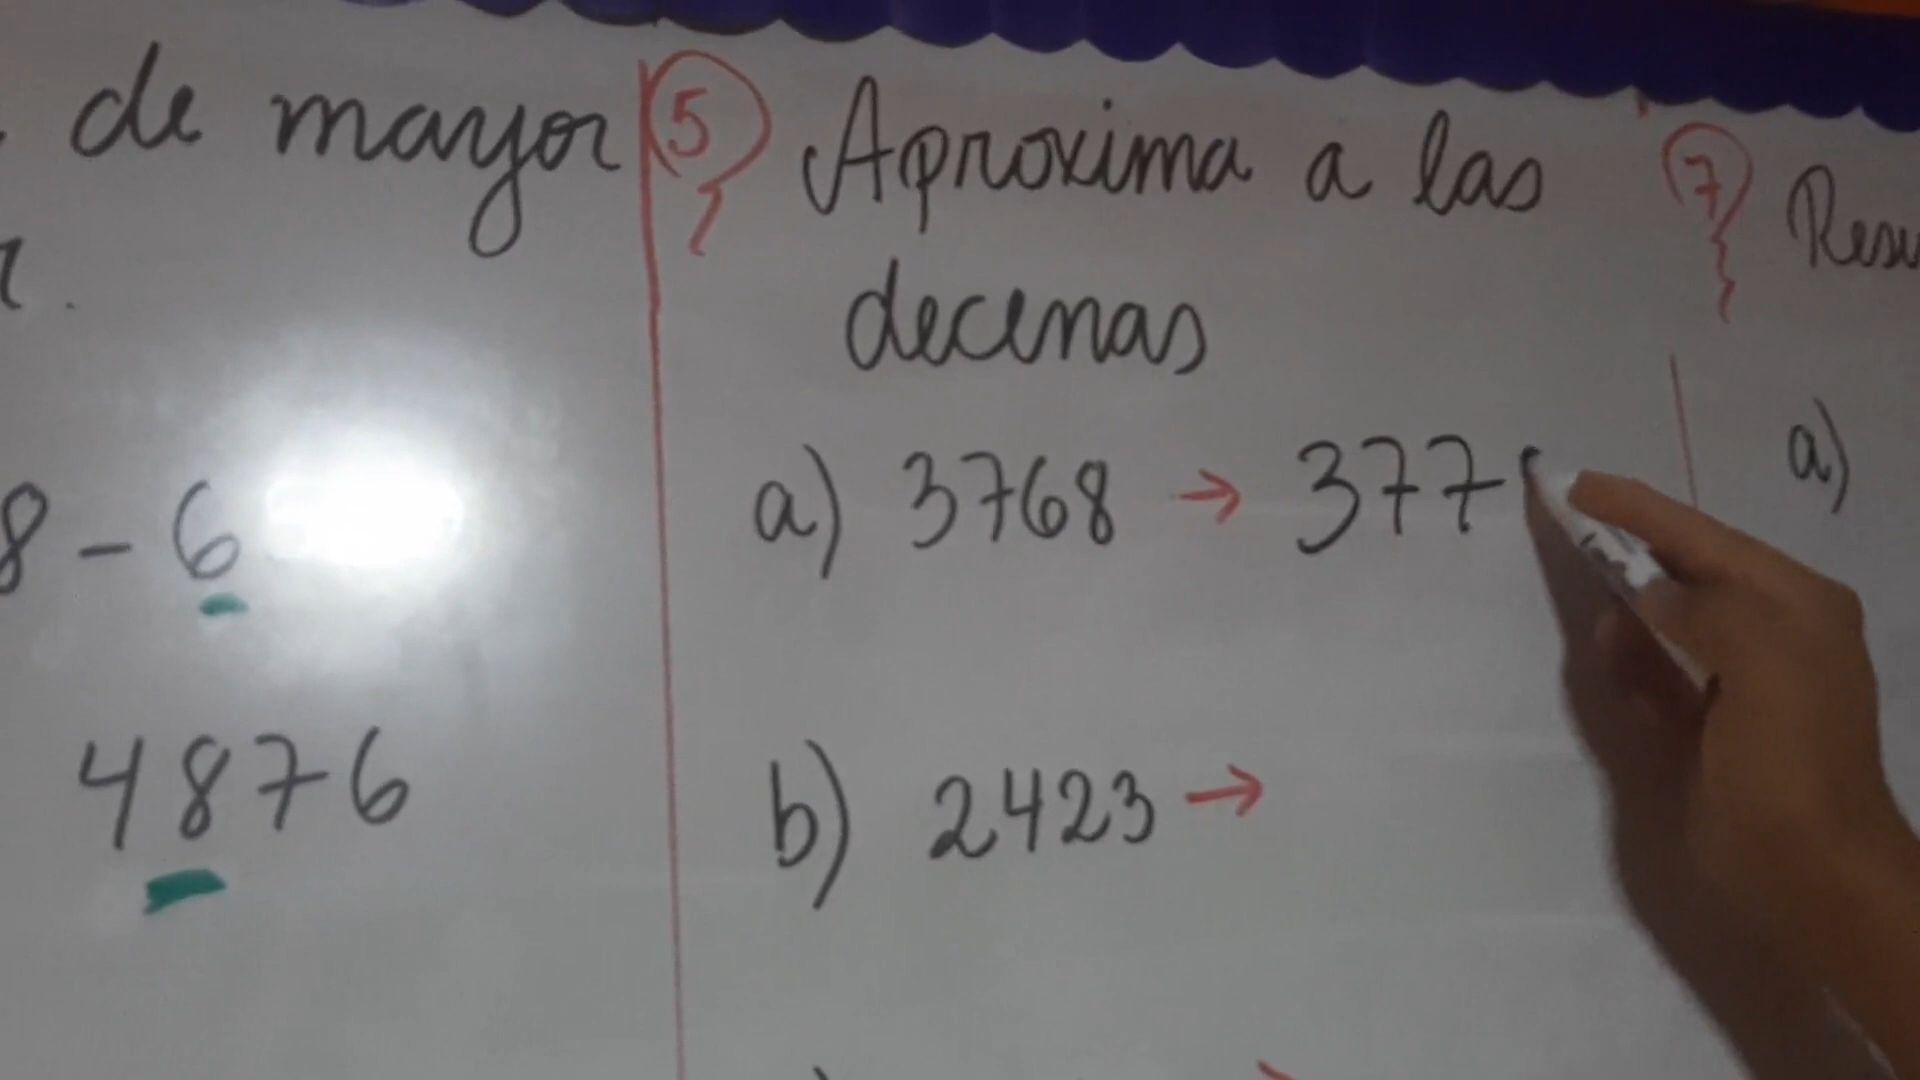 de mayor
8 - 6
4876
5 Aproxima a las
decenas
a) 3768 → 377
b) 2423 →
7
a)